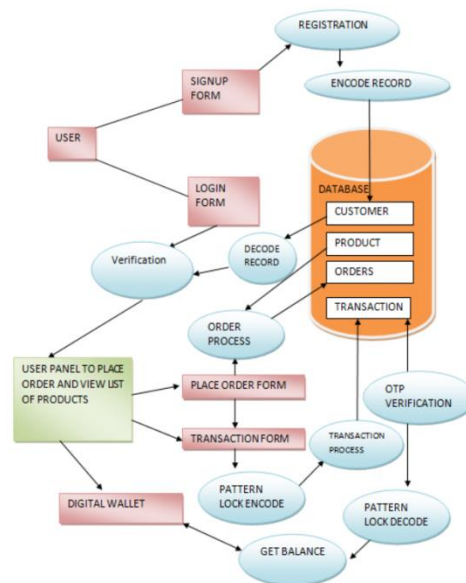 REGISTRATION
SIGNUP
FORM
ENCODE RECORD
USER
LOGIN
FORM
DATABASE
CUSTOMER
PRODUCT
ORDERS
TRANSACTION
DECODE
RECORD
Verification
ORDER
PROCESS
USER PANEL TO PLACE
ORDER AND VIEW LIST
OF PRODUCTS
PLACE ORDER FORM
OTP
VERIFICATION
TRANSACTION FORM
TRANSACTION
PROCESS
PATTERN
LOCK ENCODE
DIGITAL WALLET
PATTERN
LOCK DECODE
GET BALANCE